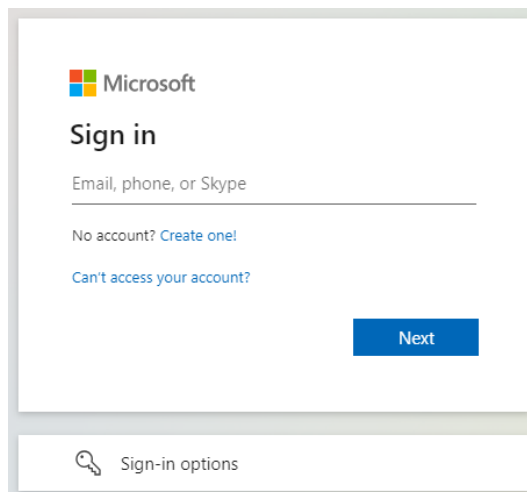 Microsoft
Sign in
Email, phone, or Skype
No account? Create one!
Can't access your account?
Next
Sign-in options